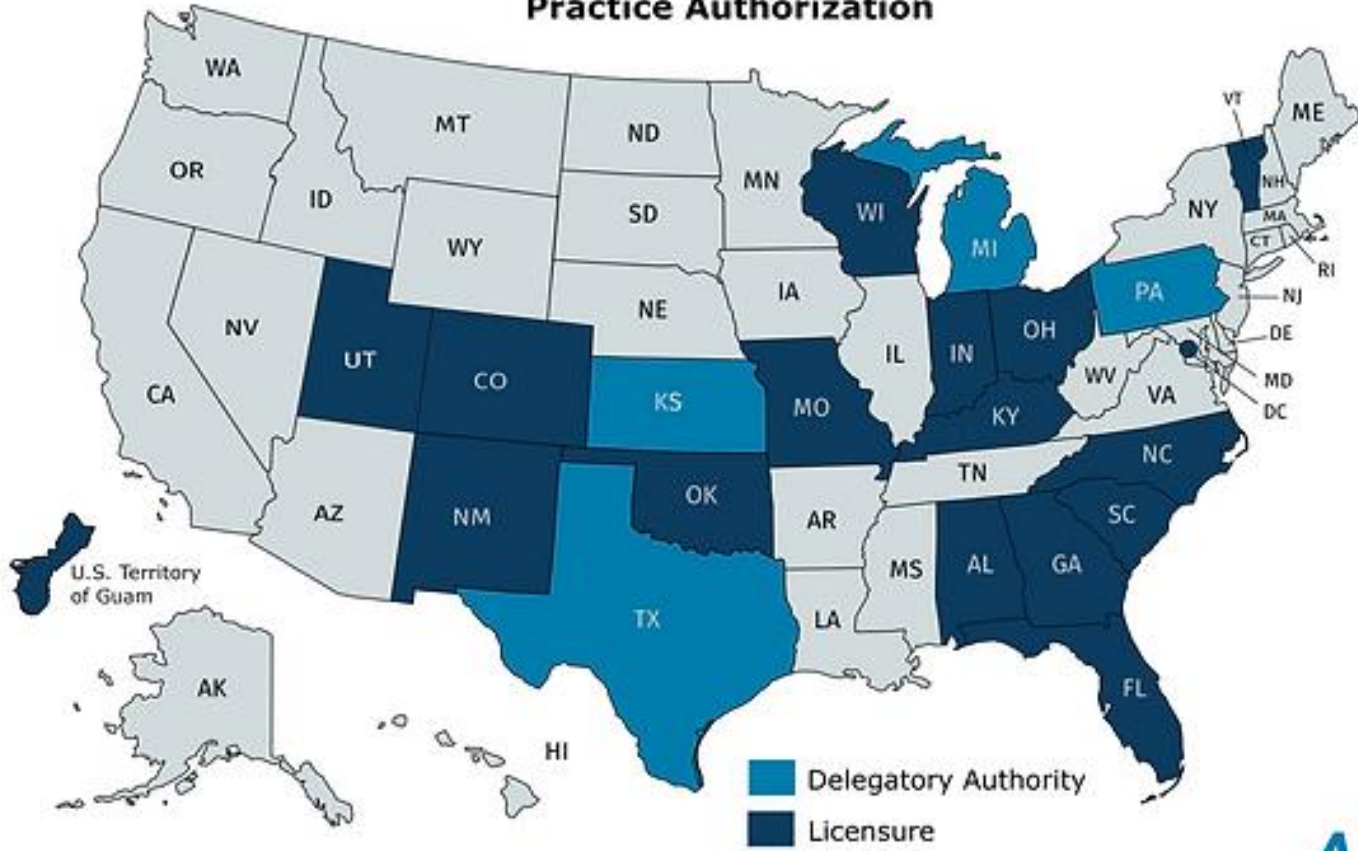 Practice Authorization
WA
MT
ND
MN
VT
ME
OR
ID
SD
WI
NH
NY
MA
WY
MI
CT
RI
IA
PA
NJ
NE
NV
OH
DE
IL
IN
UT
CO
WV
MD
CA
KS
MO
VA
DC
KY
NC
TN
OK
AZ
NM
AR
SC
MS
AL
GA
U.S. Territory
of Guam
TX
LA
AK
FL
HI
Delegatory Authority
Licensure